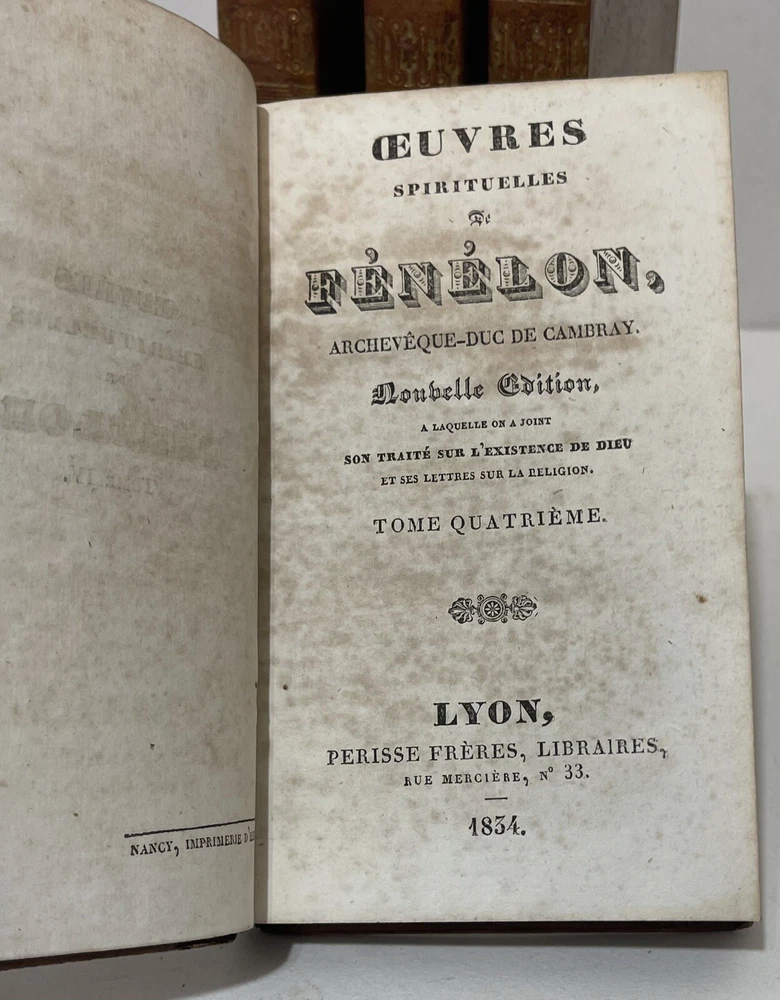 NANCY, IMPRIMERIE
ŒUVRES
SPIRITUELLES
De
FÉNÉLON,
ARCHEVÊQUE-DUC DE CAMBRAY.
Nouvelle Edition,
A LAQUELLE ON A JOINT
SON TRAITÉ SUR L'EXISTENCE DE DIEU
ET SES LETTRES SUR LA RELIGION.
TOME QUATRIÈME.
LYON,
PERISSE FRÈRES, LIBRAIRES,
RUE MERCIÈRE, N° 33.
1834.